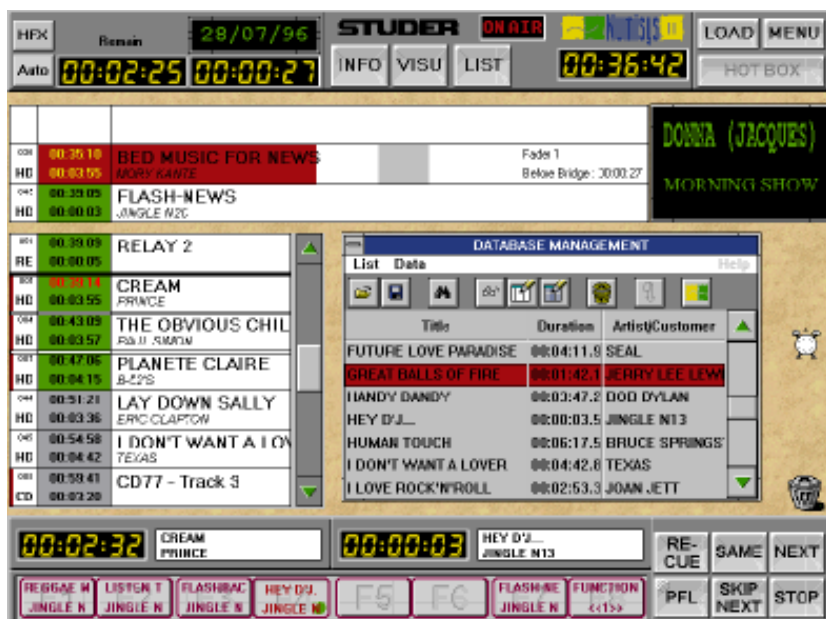 HFX Remain 28/07/96 STUDER ON AIR Numisys LOAD MENU
Auto 00:02:25 00:00:27 INFO VISU LIST 00:36:42 HOT BOX
00:35:10 BED MUSIC FOR NEWS Fader 1
HD 00:03:55 MORY KANTE Before Bridge : 00:00:27
00:39:05 FLASH-NEWS
HD 00:00:03 JINGLE N20
DONNA (JACQUES)
MORNING SHOW
00:39:09 RELAY 2
RE 00:00:05
00:39:14 CREAM
HD 00:03:55 PRINCE
00:43:09 THE OBVIOUS CHIL
HD 00:03:57 PAUL SIMON
00:47:06 PLANETE CLAIRE
HD 00:04:15 B-52'S
00:51:21 LAY DOWN SALLY
HD 00:03:36 ERIC CLAPTON
00:54:58 I DON'T WANT A LOV
HD 00:04:42 TEXAS
00:59:41 CD77 - Track 3
CD 00:03:20
DATABASE MANAGEMENT
List Data Help
Title Duration Artist/Customer
FUTURE LOVE PARADISE 00:04:11.9 SEAL
GREAT BALLS OF FIRE 00:01:42.1 JERRY LEE LEWI
HANDY DANDY 00:03:47.2 BOB DYLAN
HEY D'J... 00:00:03.5 JINGLE N13
HUMAN TOUCH 00:06:17.5 BRUCE SPRINGS
I DON'T WANT A LOVER 00:04:42.8 TEXAS
I LOVE ROCK'N'ROLL 00:02:53.3 JOAN JETT
00:02:32 CREAM
PRINCE
00:00:03 HEY D'J...
JINGLE N13
RE-CUE SAME NEXT
REGGAE M LISTEN T FLASHBAC HEY D'J. F5 F6 FLASH-NE FUNCTION
JINGLE N JINGLE N JINGLE N JINGLE N JINGLE N <<1>>
PFL SKIP NEXT STOP